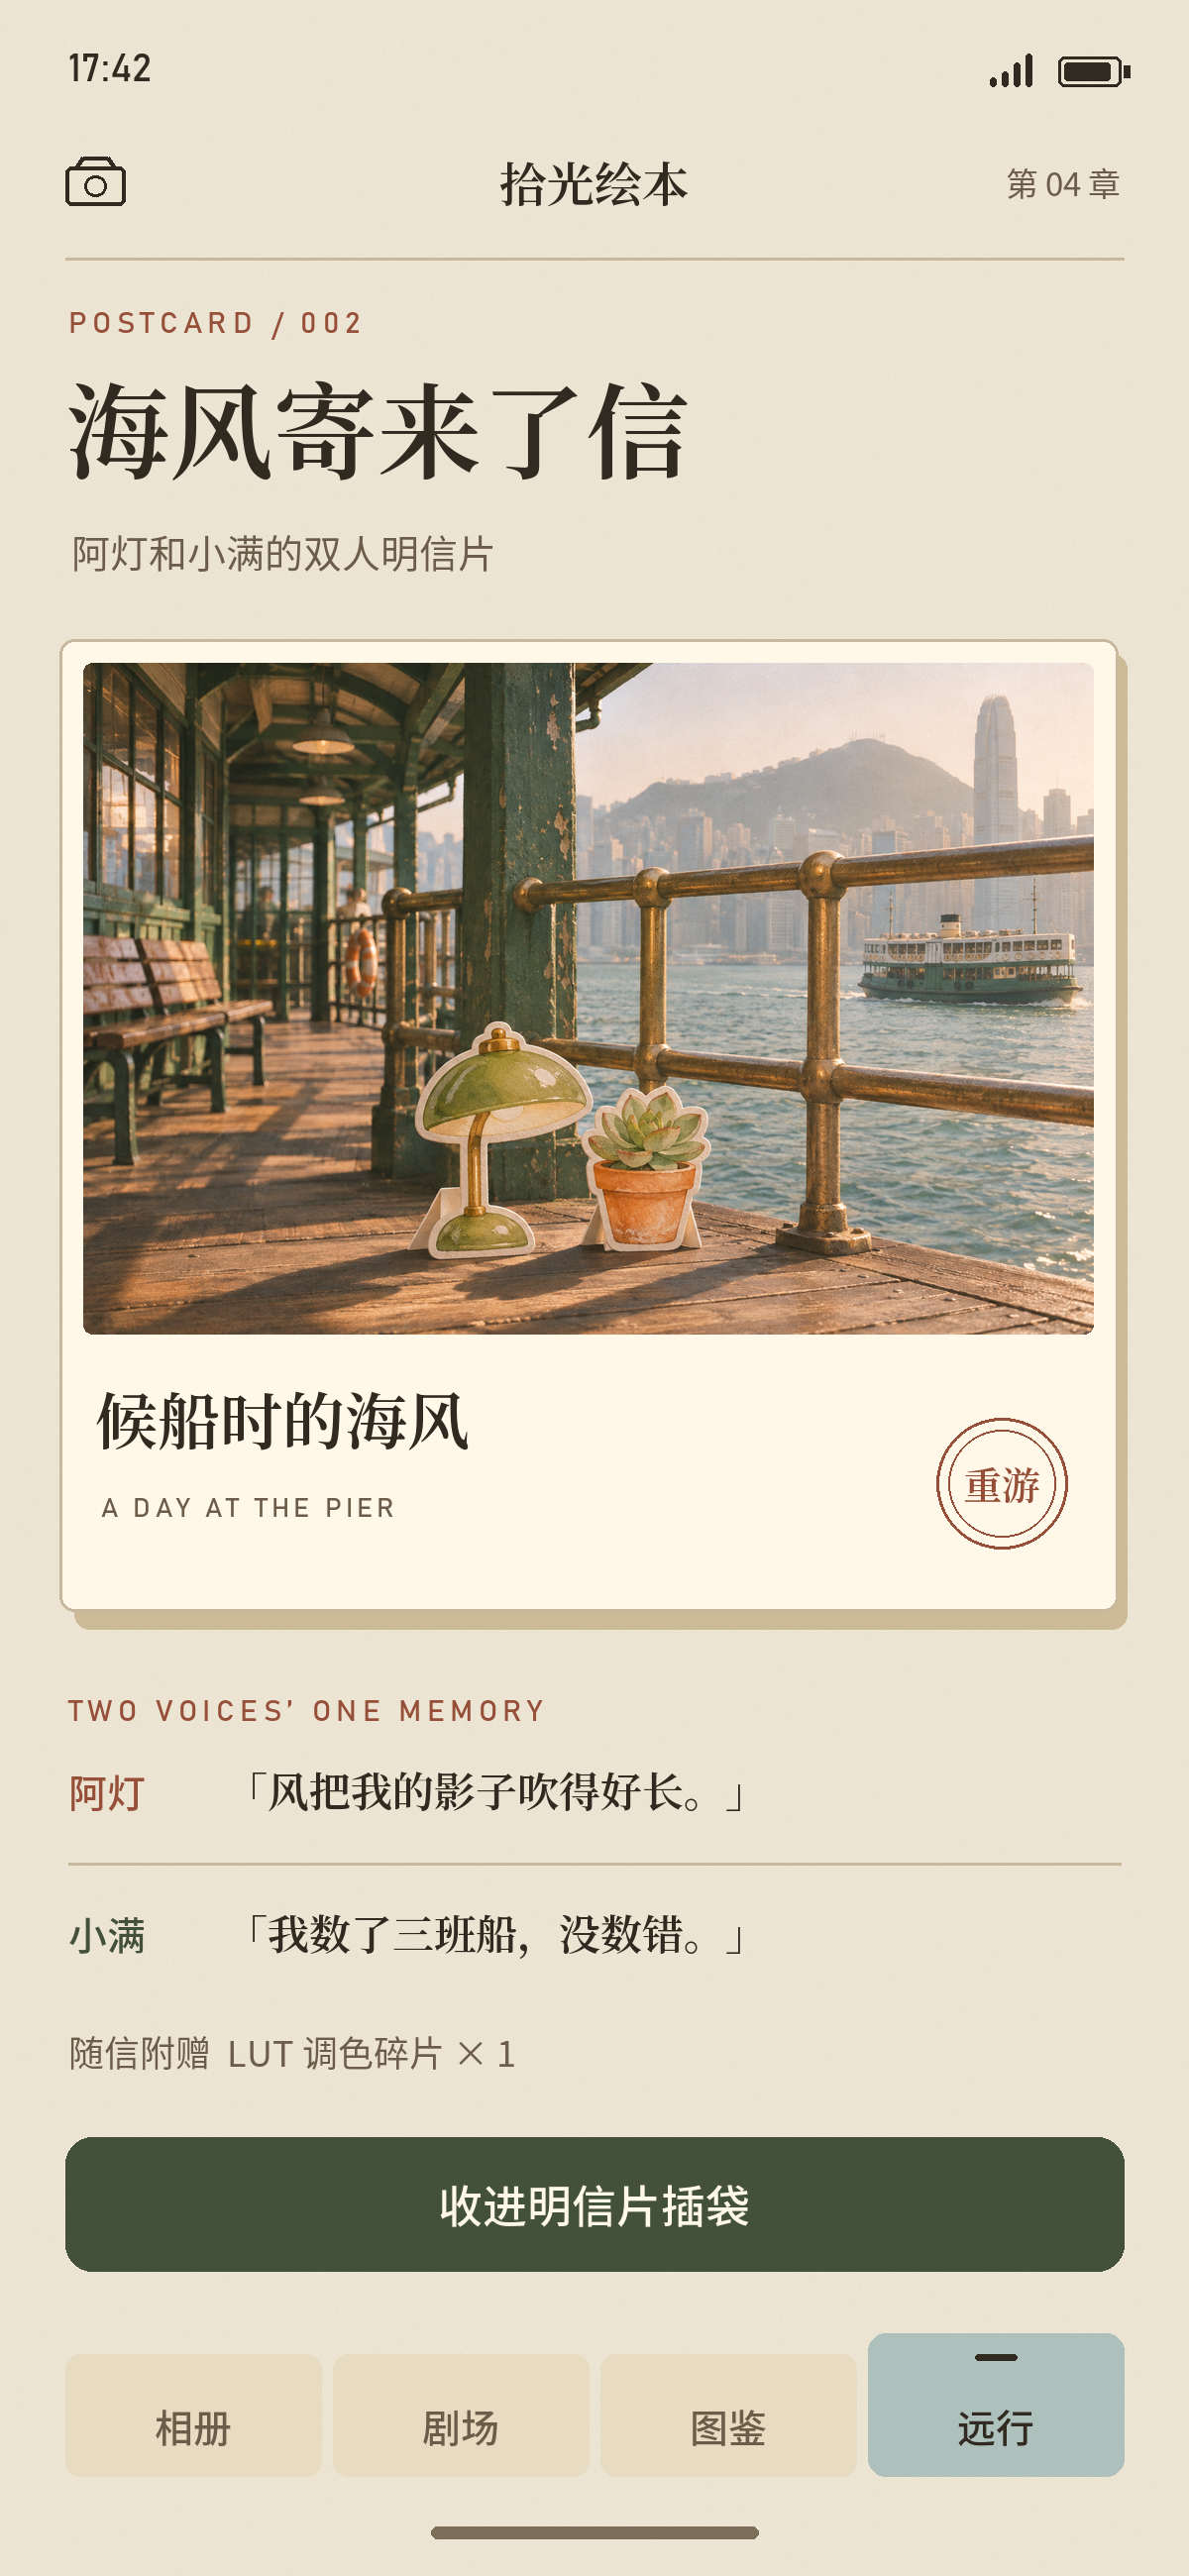 17:42
拾光绘本
第 04 章
POSTCARD / 002
海风寄来了信
阿灯和小满的双人明信片
候船时的海风
A DAY AT THE PIER
重游
TWO VOICES’ ONE MEMORY
阿灯 「风把我的影子吹得好长。」
小满 「我数了三班船，没数错。」
随信附赠 LUT 调色碎片 × 1
收进明信片插袋
相册
剧场
图鉴
远行